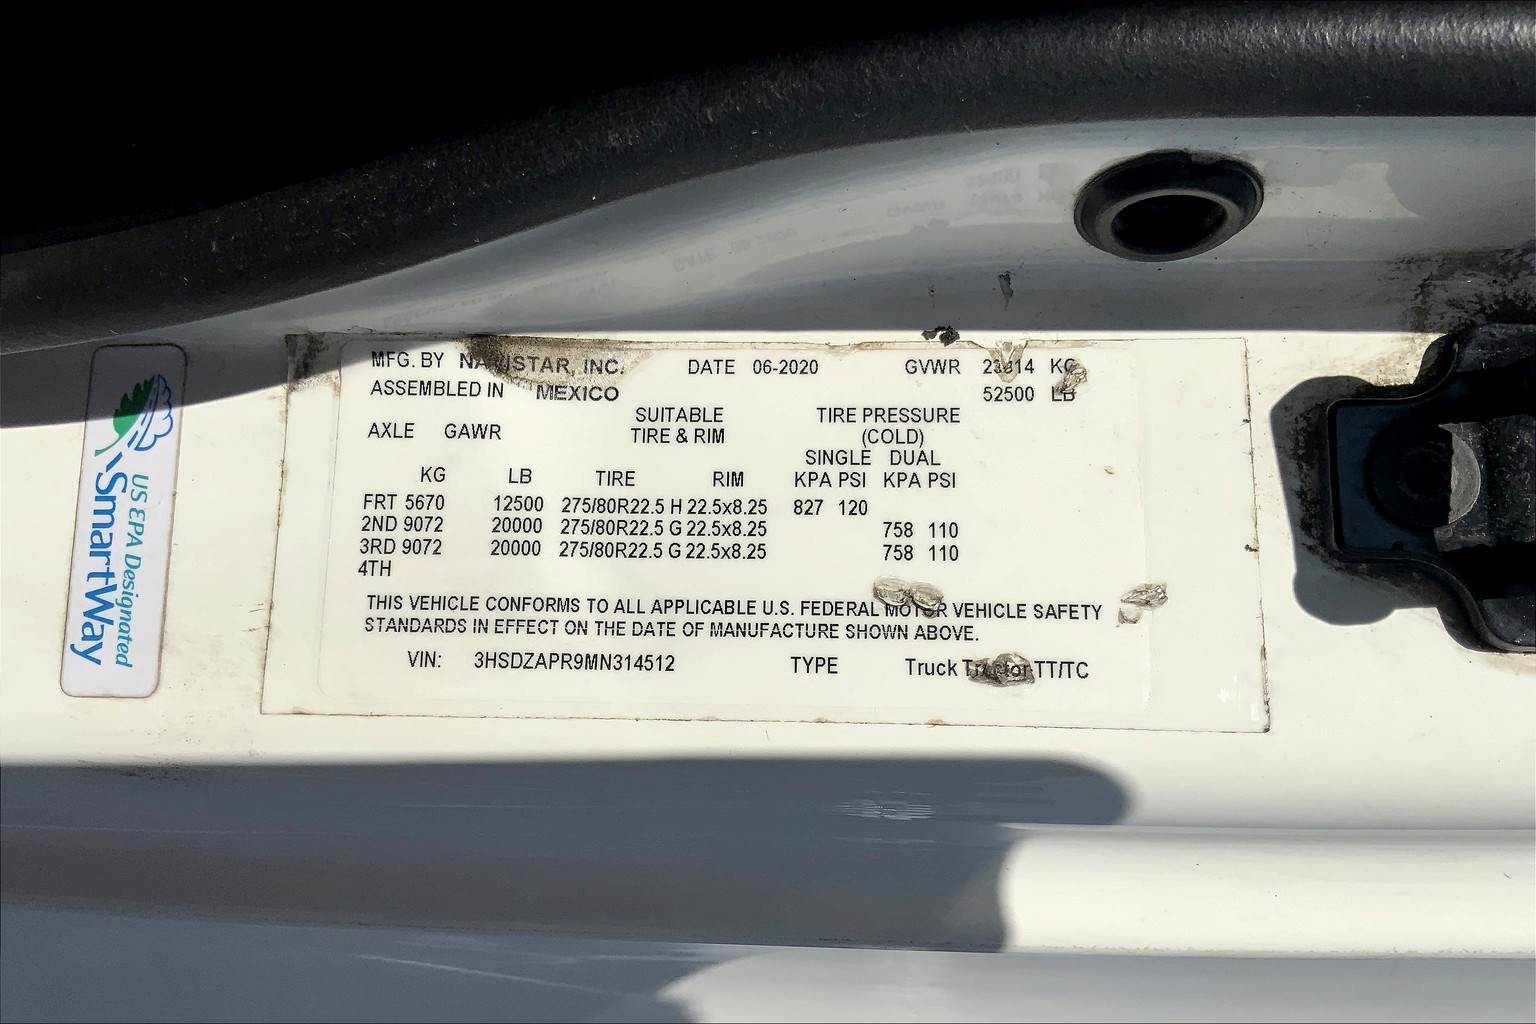 MFG. BY NAVISTAR, INC. DATE 06-2020 GVWR 23814 KG
ASSEMBLED IN MEXICO 52500 LB
SUITABLE TIRE PRESSURE
AXLE GAWR TIRE & RIM (COLD)
SINGLE DUAL
KG LB TIRE RIM KPA PSI KPA PSI
FRT 5670 12500 275/80R22.5 H 22.5x8.25 827 120
2ND 9072 20000 275/80R22.5 G 22.5x8.25 758 110
3RD 9072 20000 275/80R22.5 G 22.5x8.25 758 110
4TH
THIS VEHICLE CONFORMS TO ALL APPLICABLE U.S. FEDERAL MOTOR VEHICLE SAFETY
STANDARDS IN EFFECT ON THE DATE OF MANUFACTURE SHOWN ABOVE.
VIN: 3HSDZAPR9MN314512 TYPE Truck Tractor TT/TC
US EPA Designated
SmartWay